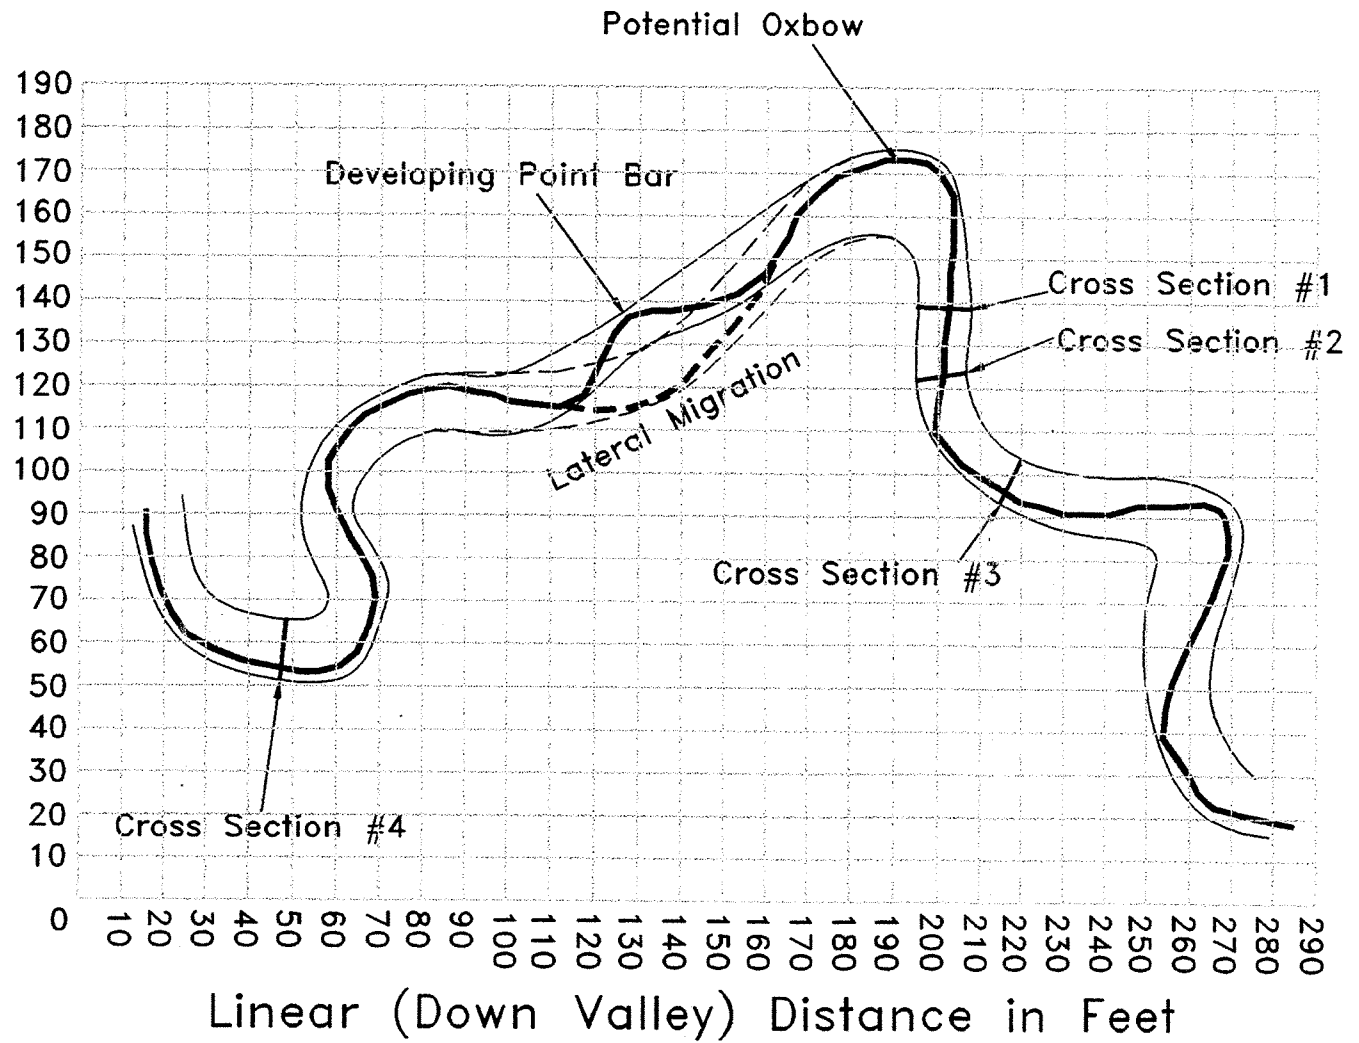 Potential Oxbow
190
180
Developing Point Bar
170
160
150
Cross Section #1
140
Cross Section #2
130
120
Lateral Migration
110
100
90
Cross Section #3
80
70
60
50
40
30
20
Cross Section #4
10
0
10 20 30 40 50 60 70 80 90 100 110 120 130 140 150 160 170 180 190 200 210 220 230 240 250 260 270 280 290
Linear (Down Valley) Distance in Feet